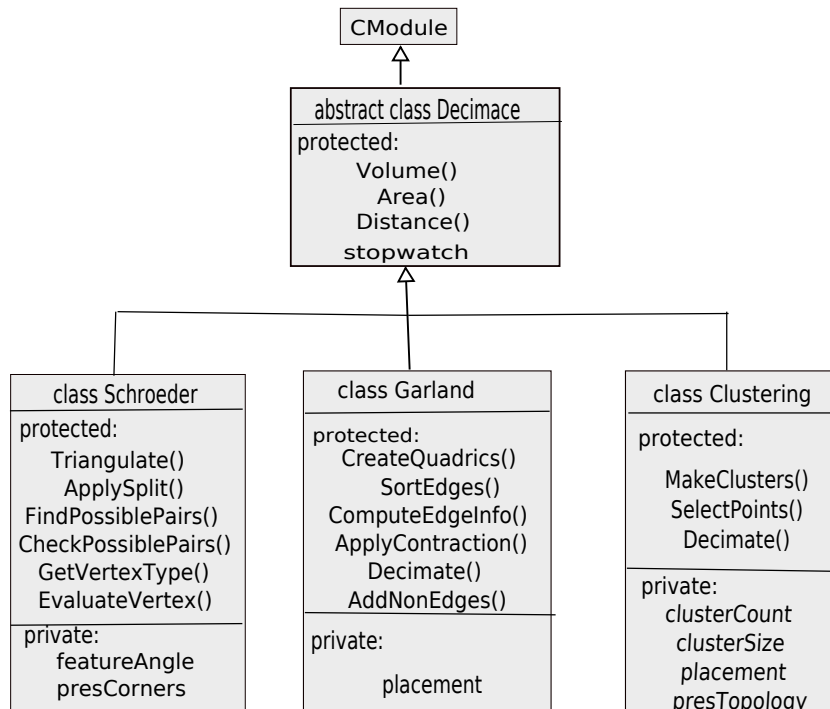 CModule
abstract class Decimace
protected:
Volume()
Area()
Distance()
stopwatch
class Schroeder
protected:
Triangulate()
ApplySplit()
FindPossiblePairs()
CheckPossiblePairs()
GetVertexType()
EvaluateVertex()
private:
featureAngle
presCorners
class Garland
protected:
CreateQuadrics()
SortEdges()
ComputeEdgeInfo()
ApplyContraction()
Decimate()
AddNonEdges()
private:
placement
class Clustering
protected:
MakeClusters()
SelectPoints()
Decimate()
private:
clusterCount
clusterSize
placement
presTopology